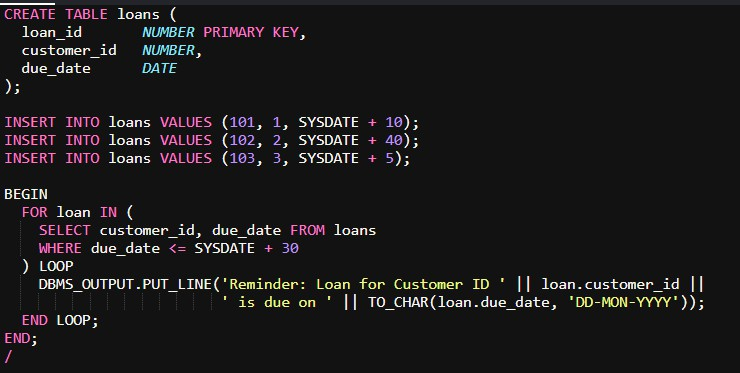 CREATE TABLE loans (
  loan_id       NUMBER PRIMARY KEY,
  customer_id   NUMBER,
  due_date      DATE
);

INSERT INTO loans VALUES (101, 1, SYSDATE + 10);
INSERT INTO loans VALUES (102, 2, SYSDATE + 40);
INSERT INTO loans VALUES (103, 3, SYSDATE + 5);

BEGIN
  FOR loan IN (
    SELECT customer_id, due_date FROM loans
    WHERE due_date <= SYSDATE + 30
  ) LOOP
    DBMS_OUTPUT.PUT_LINE('Reminder: Loan for Customer ID ' || loan.customer_id ||
                         ' is due on ' || TO_CHAR(loan.due_date, 'DD-MON-YYYY'));
  END LOOP;
END;
/